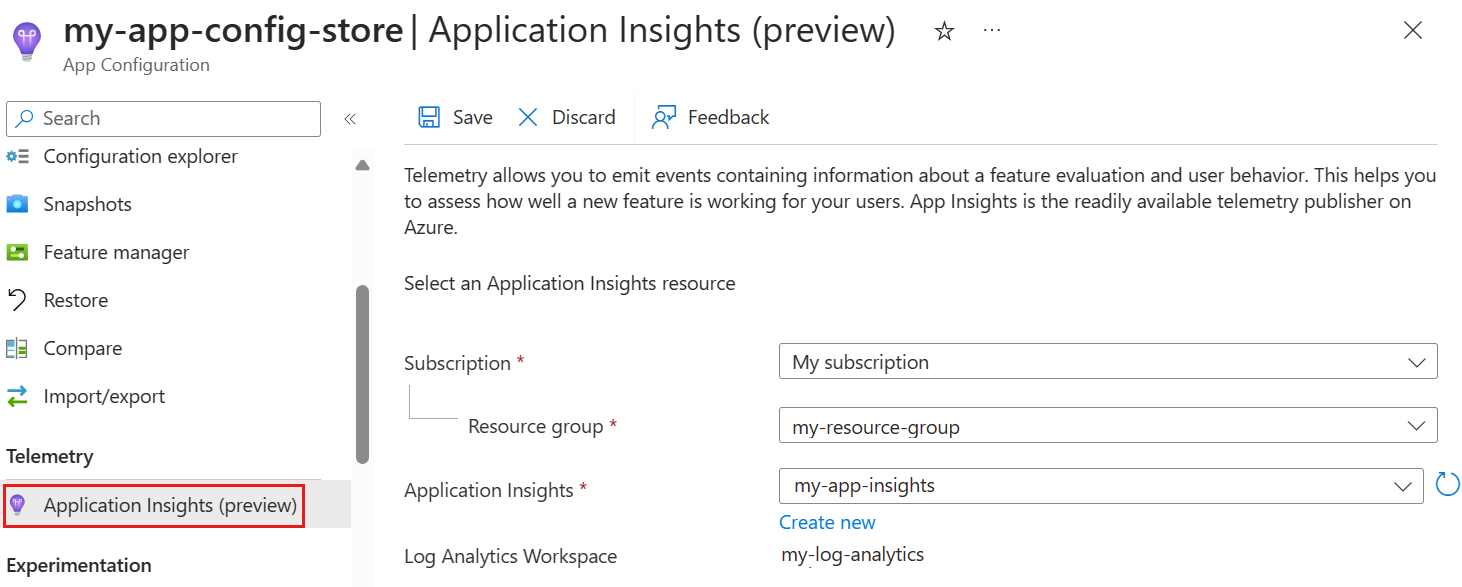 my-app-config-store | Application Insights (preview)
App Configuration
Search
Configuration explorer
Snapshots
Feature manager
Restore
Compare
Import/export
Telemetry
Application Insights (preview)
Experimentation
Save Discard Feedback
Telemetry allows you to emit events containing information about a feature evaluation and user behavior. This helps you
to assess how well a new feature is working for your users. App Insights is the readily available telemetry publisher on
Azure.
Select an Application Insights resource
Subscription * My subscription
Resource group * my-resource-group
Application Insights * my-app-insights
Create new
Log Analytics Workspace my-log-analytics